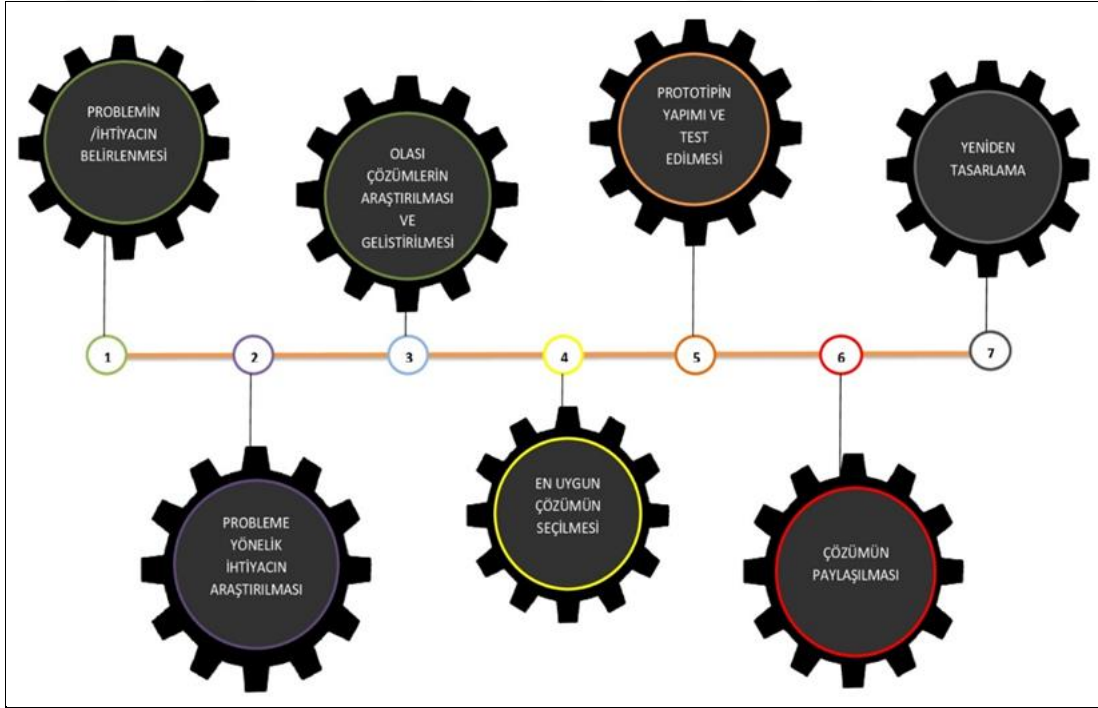 PROBLEMİN
/İHTİYACIN
BELİRLENMESİ
OLASI
ÇÖZÜMLERİN
ARAŞTIRILMASI
VE
GELİSTİRİLMESİ
PROTOTİPİN
YAPIMI VE
TEST
EDİLMESİ
YENİDEN
TASARLAMA
1
2
3
4
5
6
7
PROBLEME
YÖNELİK
İHTİYACIN
ARAŞTIRILMASI
EN UYGUN
ÇÖZÜMÜN
SEÇİLMESİ
ÇÖZÜMÜN
PAYLAŞILMASI